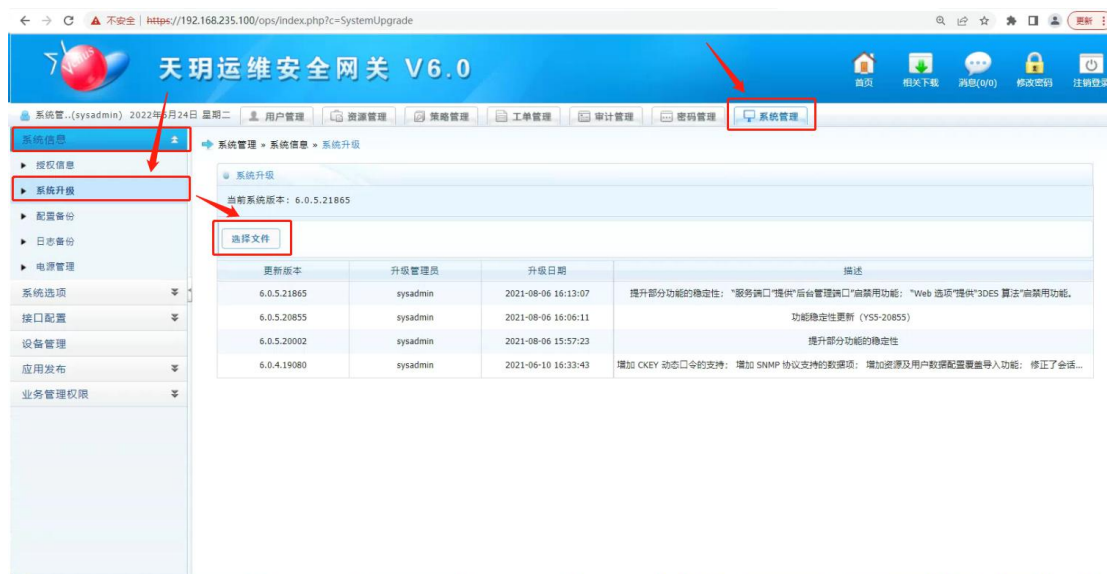 不安全 | https://192.168.235.100/ops/index.php?c=SystemUpgrade
更新
Venus
天玥运维安全网关 V6.0
首页 相关下载 消息(0/0) 修改密码 注销登录
系统管..(sysadmin) 2022年5月24日 星期二 用户管理 资源管理 策略管理 工单管理 审计管理 密码管理 系统管理
系统信息
授权信息
系统升级
配置备份
日志备份
电源管理
系统选项
接口配置
设备管理
应用发布
业务管理权限
系统管理 » 系统信息 » 系统升级
系统升级
当前系统版本: 6.0.5.21865
选择文件
更新版本 升级管理员 升级日期 描述
6.0.5.21865 sysadmin 2021-08-06 16:13:07 提升部分功能的稳定性; "服务端口"提供"后台管理端口"启禁用功能; "Web 选项"提供"3DES 算法"启禁用功能。
6.0.5.20855 sysadmin 2021-08-06 16:06:11 功能稳定性更新 (YS5-20855)
6.0.5.20002 sysadmin 2021-08-06 15:57:23 提升部分功能的稳定性
6.0.4.19080 sysadmin 2021-06-10 16:33:43 增加 CKEY 动态口令的支持; 增加 SNMP 协议支持的数据项; 增加资源及用户数据配置覆盖导入功能; 修正了会话...